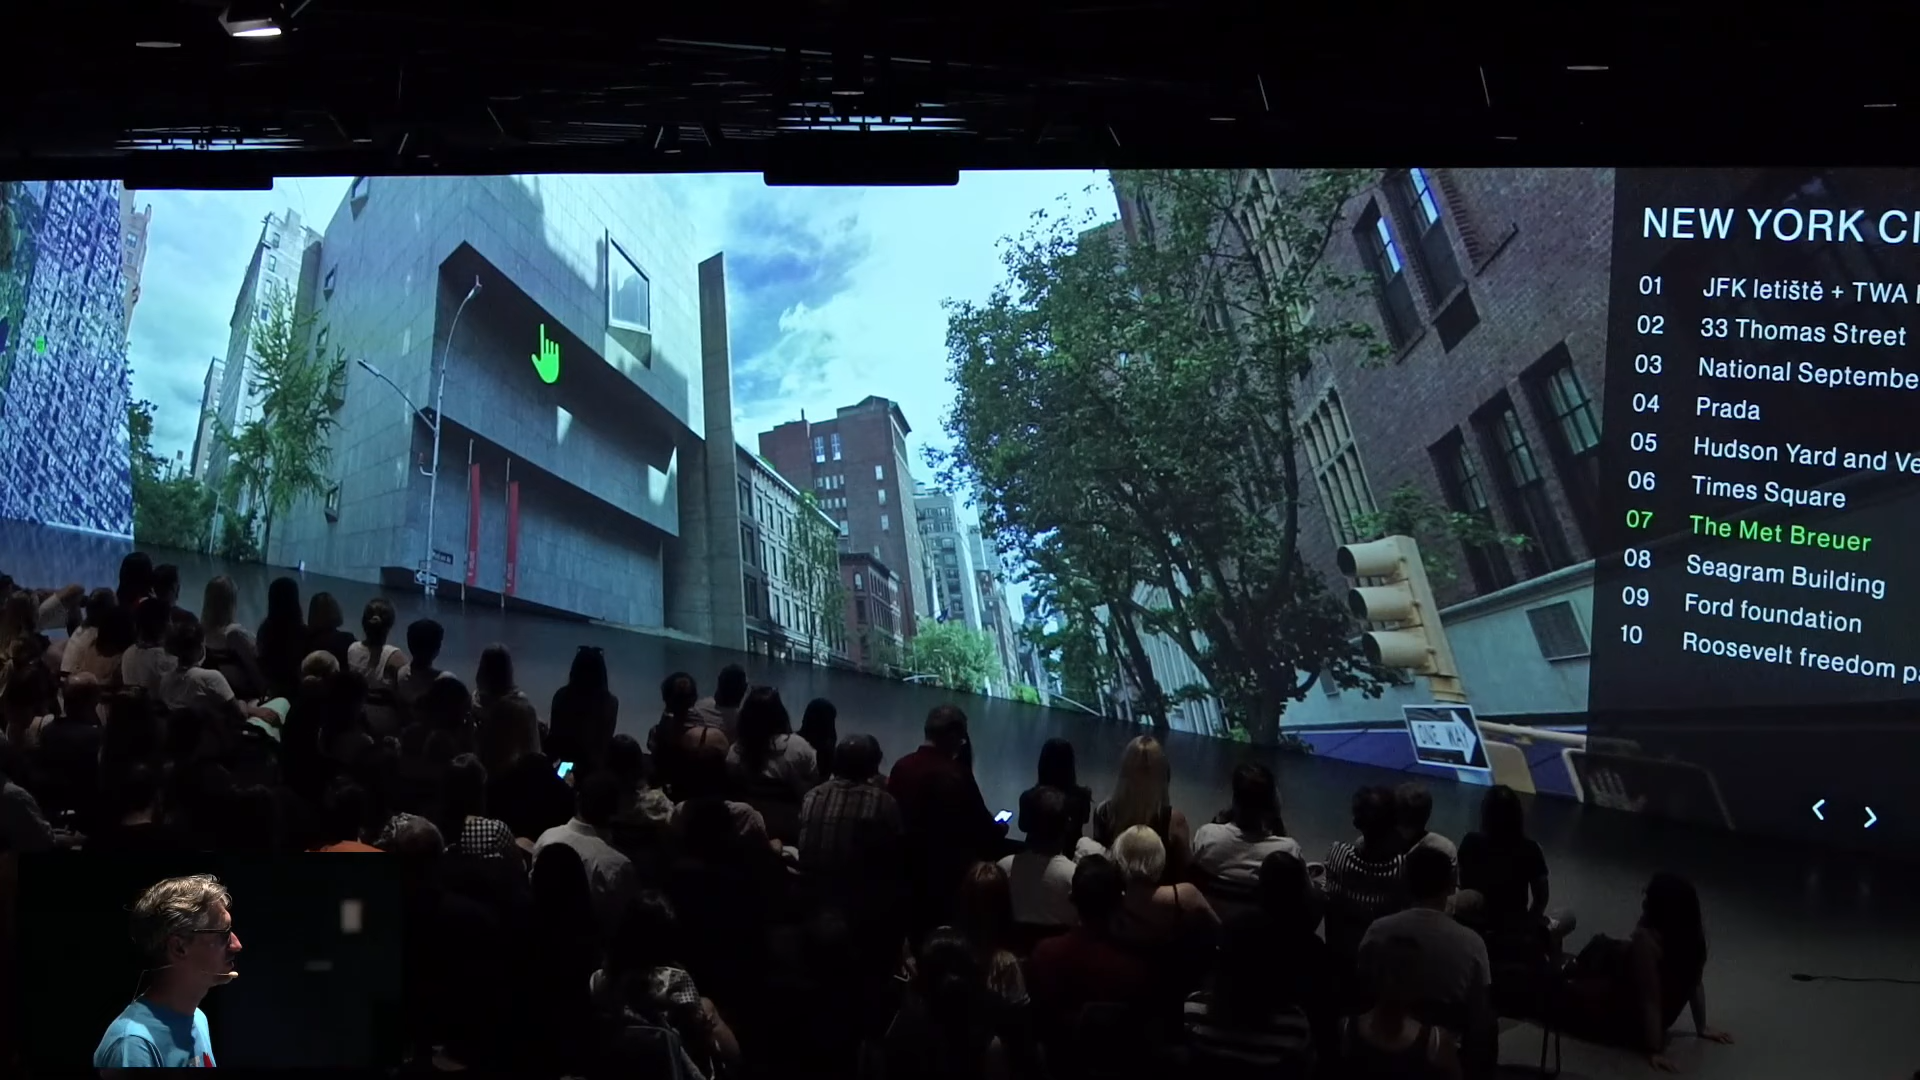 NEW YORK CI
01 JFK letiště + TWA
02 33 Thomas Street
03 National Septembe
04 Prada
05 Hudson Yard and Ve
06 Times Square
07 The Met Breuer
08 Seagram Building
09 Ford foundation
10 Roosevelt freedom pa
ONE WAY